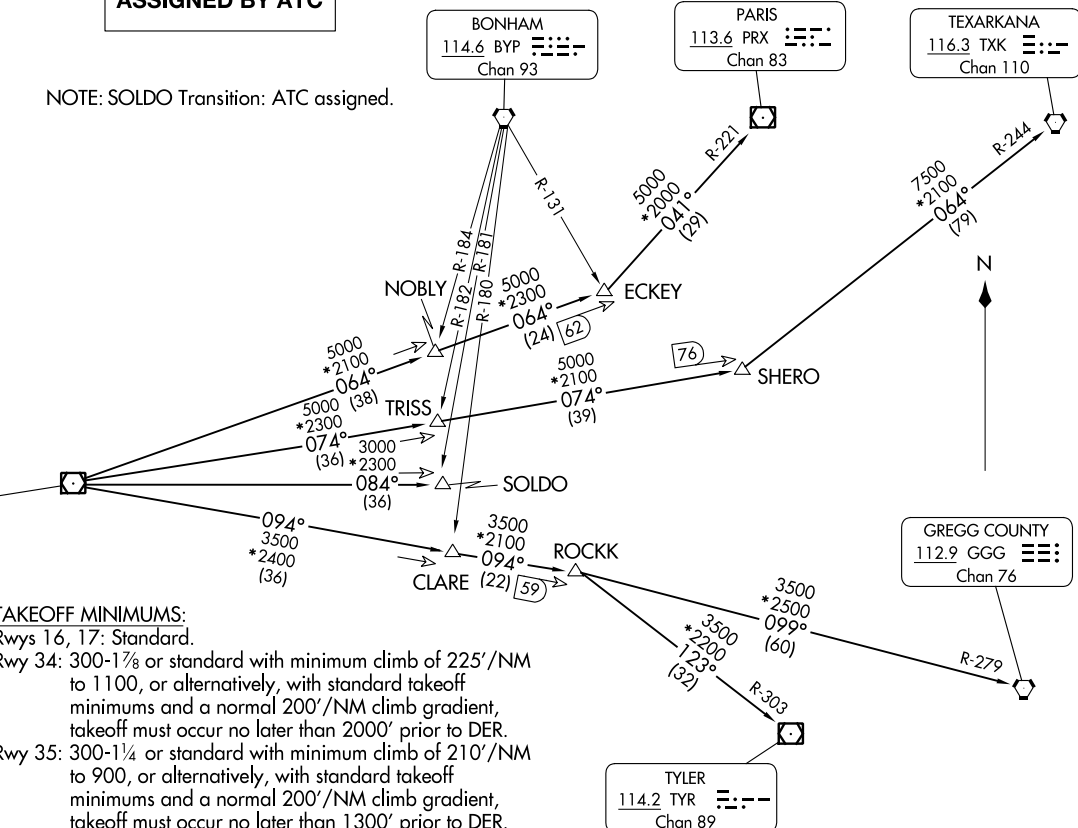 ASSIGNED BY ATC
BONHAM
114.6 BYP
Chan 93
PARIS
113.6 PRX
Chan 83
TEXARKANA
116.3 TXK
Chan 110
NOTE: SOLDO Transition: ATC assigned.
R-221
R-244
R-131
5000
*2000
041°
(29)
7500
*2100
064°
(79)
N
R-184
R-181
R-182
R-180
NOBLY
5000
*2300
064°
(24)
62
ECKEY
5000
*2100
064°
(38)
76
SHERO
5000
*2100
074°
(39)
TRISS
5000
*2300
074°
(36)
3000
*2300
084°
(36)
SOLDO
094°
3500
*2400
(36)
CLARE
3500
*2100
094°
(22)
59
ROCKK
GREGG COUNTY
112.9 GGG
Chan 76
3500
*2500
099°
(60)
R-279
3500
*2200
123°
(32)
R-303
TYLER
114.2 TYR
Chan 89
TAKEOFF MINIMUMS:
Rwys 16, 17: Standard.
Rwy 34: 300-1⅞ or standard with minimum climb of 225'/NM
to 1100, or alternatively, with standard takeoff
minimums and a normal 200'/NM climb gradient,
takeoff must occur no later than 2000' prior to DER.
Rwy 35: 300-1¼ or standard with minimum climb of 210'/NM
to 900, or alternatively, with standard takeoff
minimums and a normal 200'/NM climb gradient,
takeoff must occur no later than 1300' prior to DER.